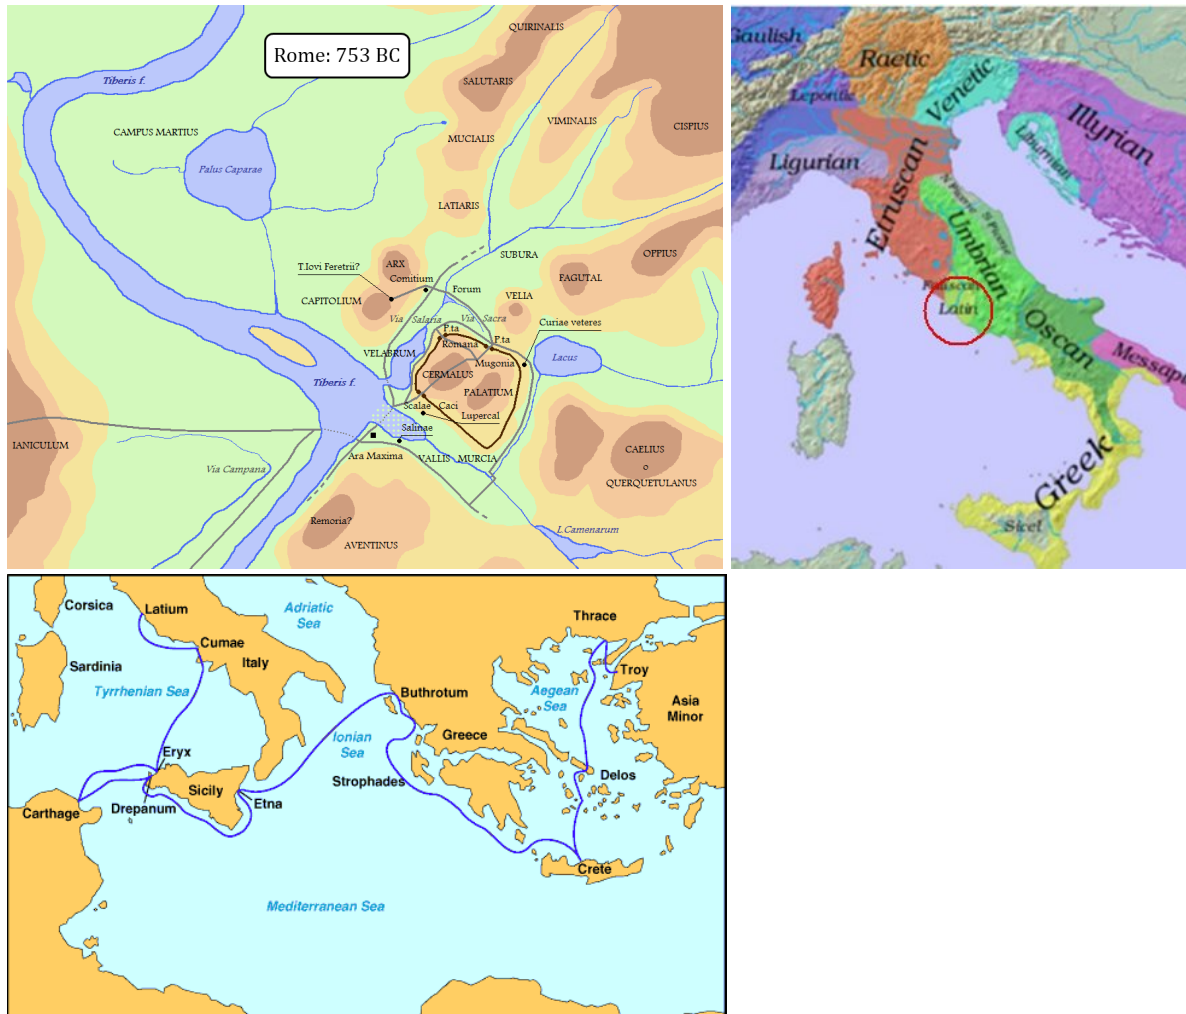 Rome: 753 BC
QUIRINALIS
Tiberis f.
SALUTARIS
CAMPUS MARTIUS
MUCIALIS
VIMINALIS
CISPIUS
Palus Caparae
LATIARIS
SUBURA
OPPIUS
T.Iovi Feretrii?
ARX
Comitium
FAGUTAL
CAPITOLIUM
Forum
VELIA
Via Salaria
Via Sacra
Curiae veteres
P.ta
Romana
P.ta
Mugonia
VELABRUM
Lacus
Tiberis f.
CERMALUS
PALATIUM
Scalae Caci
Lupercal
Salinae
IANICULUM
Via Campana
Ara Maxima
VALLIS MURCIA
CAELIUS
o
QUERQUETULANUS
Remoria?
AVENTINUS
L.Camenarum
Gaulish
Raetic
Lepontic
Venetic
Illyrian
Liburnian
Ligurian
Etruscan
N Piceni
S Piceni
Umbrian
Latin
Oscan
Messap
Greek
Sicel
Corsica
Latium
Adriatic
Sea
Thrace
Cumae
Italy
Sardinia
Tyrrhenian Sea
Buthrotum
Aegean
Sea
Troy
Asia
Minor
Ionian
Sea
Greece
Eryx
Sicily
Strophades
Delos
Carthage
Drepanum
Etna
Crete
Mediterranean Sea